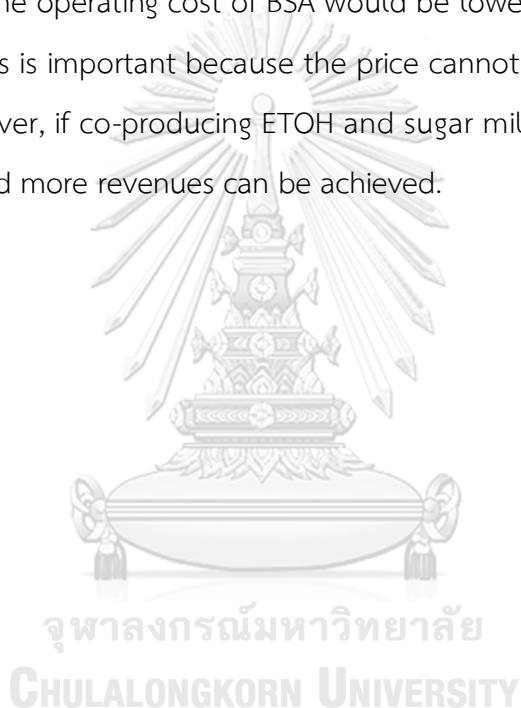 he operating cost of BSA would be lowe
s is important because the price cannot
ver, if co-producing ETOH and sugar mil
d more revenues can be achieved.
จุฬาลงกรณ์มหาวิทยาลัย
CHULALONGKORN UNIVERSITY